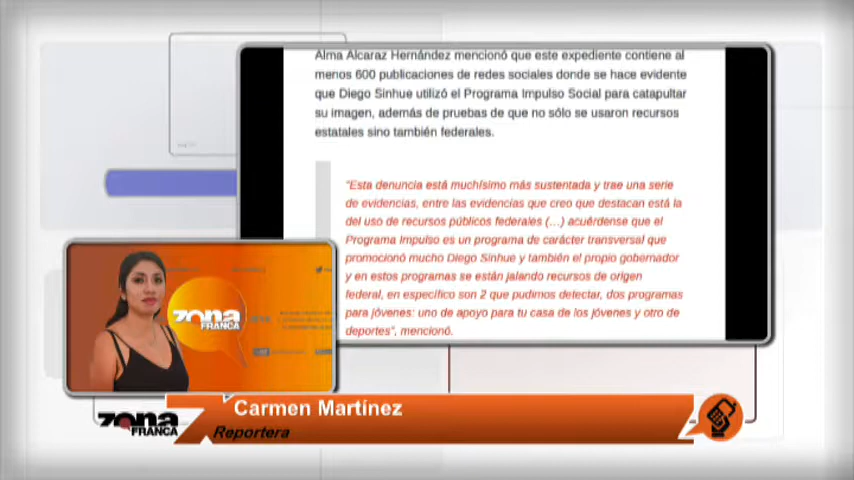 Alma Alcaraz Hernández mencionó que este expediente contiene al
menos 600 publicaciones de redes sociales donde se hace evidente
que Diego Sinhue utilizó el Programa Impulso Social para catapultar
su imagen, además de pruebas de que no sólo se usaron recursos
estatales sino también federales.
"Esta denuncia está muchísimo más sustentada y trae una serie
de evidencias, entre las evidencias que creo que destacan está la
del uso de recursos públicos federales (…) acuérdense que el
Programa Impulso es un programa de carácter transversal que
promocionó mucho Diego Sinhue y también el propio gobernador
y en estos programas se están jalando recursos de origen
federal, en específico son 2 que pudimos detectar, dos programas
para jóvenes: uno de apoyo para tu casa de los jóvenes y otro de
deportes", mencionó.
zona
FRANCA
Carmen Martínez
Reportera
zona
FRANCA